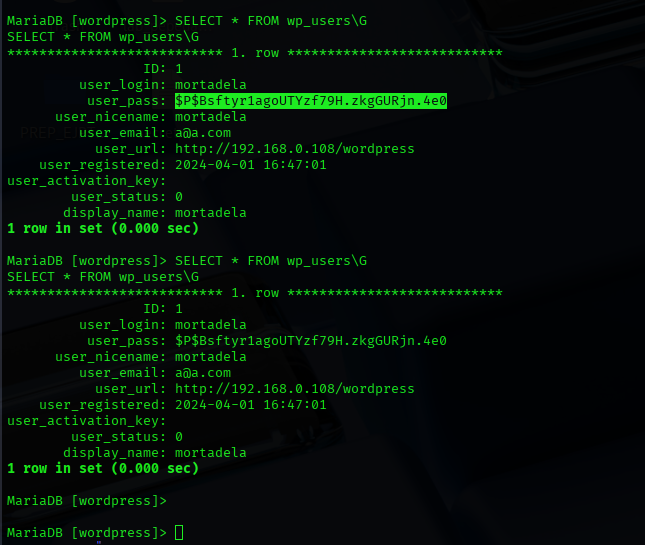 MariaDB [wordpress]> SELECT * FROM wp_users\G
SELECT * FROM wp_users\G
*************************** 1. row ***************************
ID: 1
user_login: mortadela
user_pass: $P$Bsftyr1agoUTYzf79H.zkgGURjn.4e0
user_nicename: mortadela
user_email: a@a.com
user_url: http://192.168.0.108/wordpress
user_registered: 2024-04-01 16:47:01
user_activation_key:
user_status: 0
display_name: mortadela
1 row in set (0.000 sec)
MariaDB [wordpress]> SELECT * FROM wp_users\G
SELECT * FROM wp_users\G
*************************** 1. row ***************************
ID: 1
user_login: mortadela
user_pass: $P$Bsftyr1agoUTYzf79H.zkgGURjn.4e0
user_nicename: mortadela
user_email: a@a.com
user_url: http://192.168.0.108/wordpress
user_registered: 2024-04-01 16:47:01
user_activation_key:
user_status: 0
display_name: mortadela
1 row in set (0.000 sec)
MariaDB [wordpress]>
MariaDB [wordpress]>